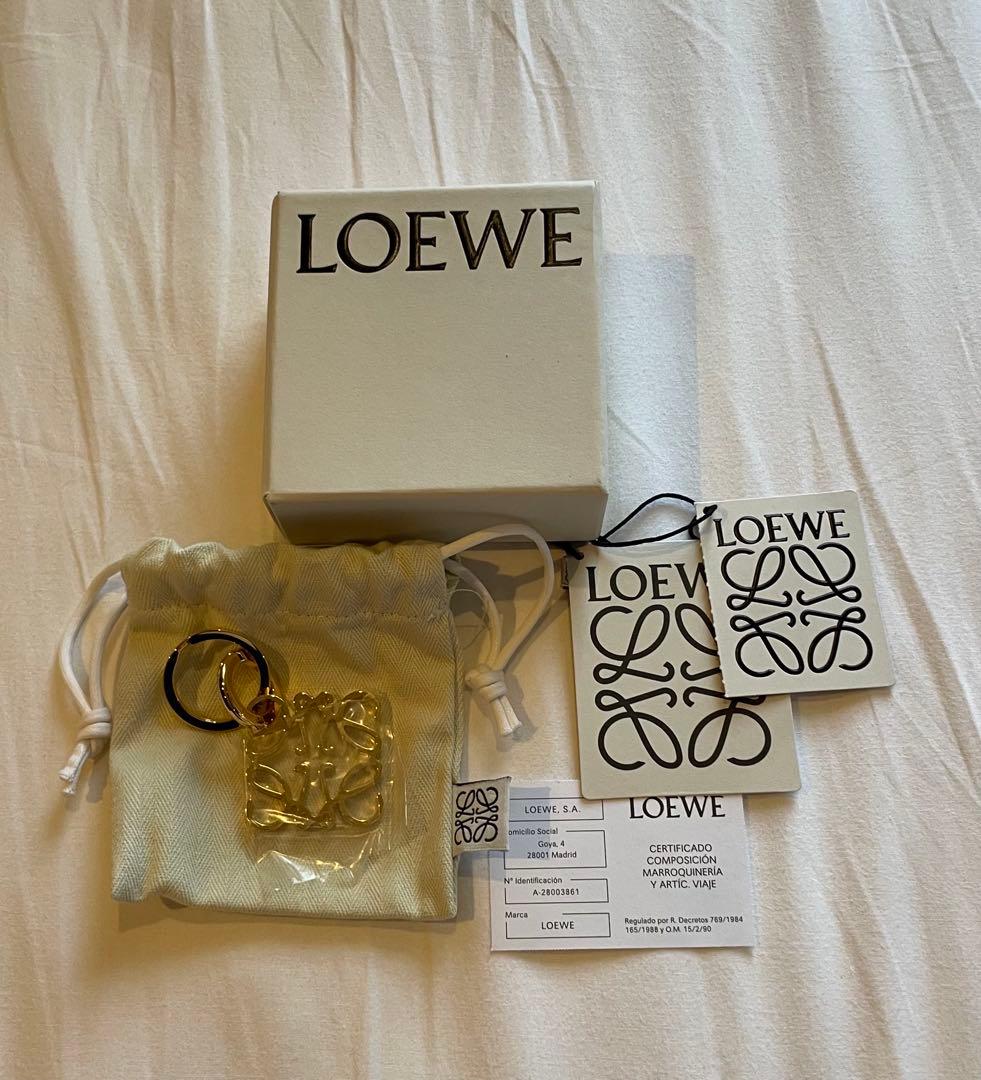 LOEWE
LOEW
LOEWE
LOEWE, S.A.
omicilio Social
Goya, 4
28001 Madrid
Nº Identificación
A-28003861
Marca
LOEWE
LOEWE
CERTIFICADO
COMPOSICIÓN
MARROQUINERÍA
Y ARTÍC. VIAJE
Regulado por R. Decretos 769/1984
165/1988 y O.M. 15/2/90